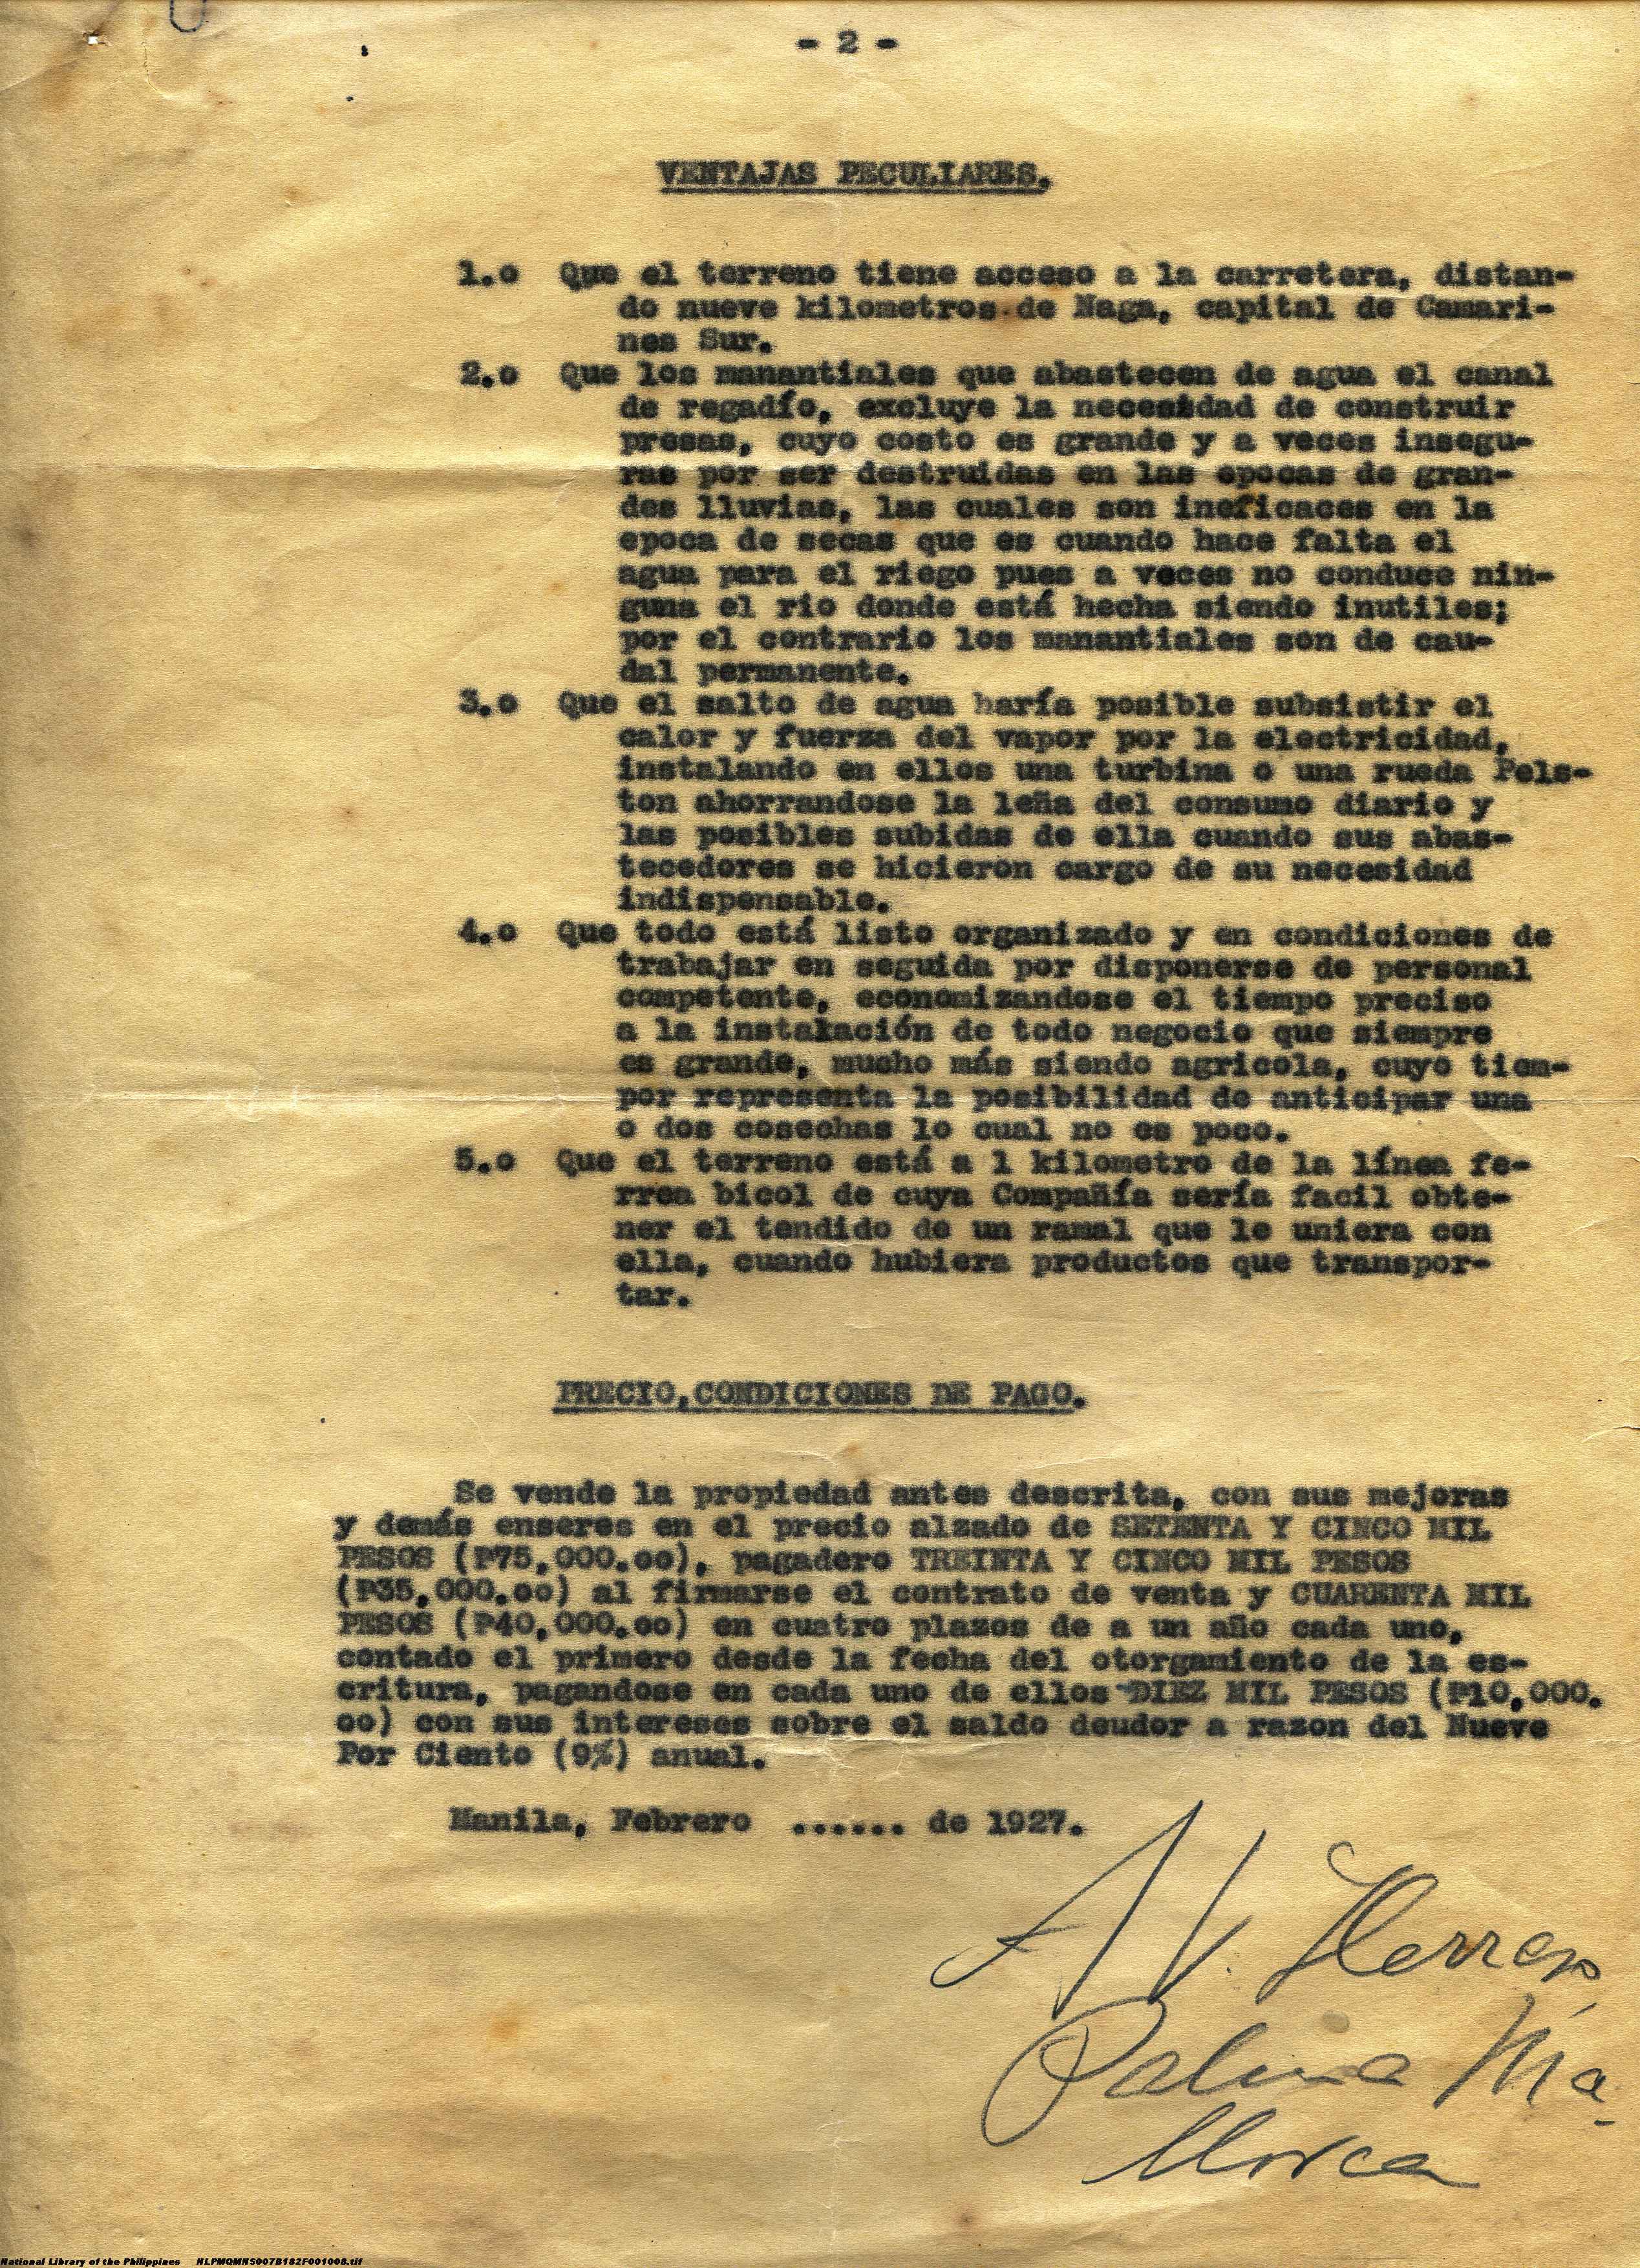 - 2 -
VENTAJAS PECULIARES.
1.o Que el terreno tiene acceso a la carretera, distan-
do nueve kilometros de Naga, capital de Camari-
nes Sur.
2.o Que los manantiales que abastecen de agua el canal
de regadío, excluye la necesidad de construir
presas, cuyo costo es grande y a veces insegu-
ras por ser destruidas en las epocas de gran-
des lluvias, las cuales son ineficaces en la
epoca de secas que es cuando hace falta el
agua para el riego pues a veces no conduce nin-
guna el rio donde está hecha siendo inutiles;
por el contrario los manantiales son de cau-
dal permanente.
3.o Que el salto de agua haría posible subsistir el
calor y fuerza del vapor por la electricidad,
instalando en ellos una turbina o una rueda Pels-
ton ahorrandose la leña del consumo diario y
las posibles subidas de ella cuando sus abas-
tecedores se hicieron cargo de su necesidad
indispensable.
4.o Que todo está listo organizado y en condiciones de
trabajar en seguida por disponerse de personal
competente, economizandose el tiempo preciso
a la instalación de todo negocio que siempre
es grande, mucho más siendo agricola, cuyo tiem-
por representa la posibilidad de anticipar una
o dos cosechas lo cual no es poco.
5.o Que el terreno está a 1 kilometro de la línea fe-
rrea bicol de cuya Compañía sería facil obte-
ner el tendido de un ramal que le uniera con
ella, cuando hubiera productos que transpor-
tar.
PRECIO,CONDICIONES DE PAGO.
Se vende la propiedad antes descrita, con sus mejoras
y demás enseres en el precio alzado de SETENTA Y CINCO MIL
PESOS (₱75,000.oo), pagadero TREINTA Y CINCO MIL PESOS
(₱35,000.oo) al firmarse el contrato de venta y CUARENTA MIL
PESOS (₱40,000.oo) en cuatro plazos de a un año cada uno,
contado el primero desde la fecha del otorgamiento de la es-
critura, pagandose en cada uno de ellos DIEZ MIL PESOS (₱10,000.
oo) con sus intereses sobre el saldo deudor a razon del Nueve
Por Ciento (9%) anual.
Manila, Febrero ...... de 1927.
A V. Herrero
Palma Ma-
llorca
National Library of the Philippines NLPMQMNS007B182F001008.tif